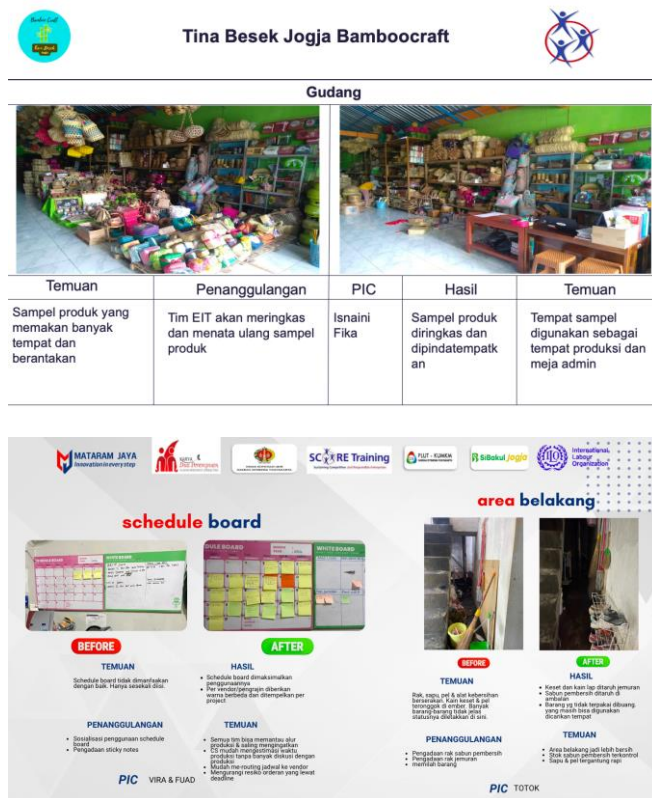 Tina Besek Jogja Bamboocraft
Gudang
Temuan
Penanggulangan
PIC
Hasil
Temuan
Sampel produk yang
memakan banyak
tempat dan
berantakan
Tim EIT akan meringkas
dan menata ulang sampel
produk
Isnaini
Fika
Sampel produk
diringkas dan
dipindatempatk
an
Tempat sampel
digunakan sebagai
tempat produksi dan
meja admin
MATARAM JAYA
Innovation in every step
SCORE Training
PLUT - KUMKM
SiBakul Jogja
International
Labour
Organization
schedule board
SCHEDULE BOARD
WHITEBOARD
BEFORE
AFTER
TEMUAN
Schedule board tidak dimanfaatkan
dengan baik. Hanya sesekali diisi.
PENANGGULANGAN
Sosialisasi penggunaan schedule
board
Pengadaan sticky notes
HASIL
Schedule board dimaksimalkan
penggunaannya
Per vendor/pengrajin diberikan
warna berbeda dan ditempelkan per
project
TEMUAN
Semua tim bisa memantau alur
produksi & saling mengingatkan
CS mudah mengestimasi waktu
produksi tanpa banyak diskusi dengan
produksi
Mudah me-routing jadwal ke vendor
Mengurangi resiko orderan yang lewat
deadline
PIC VIRA & FUAD
area belakang
BEFORE
AFTER
TEMUAN
Rak, sapu, pel & alat kebersihan
berserakan. Kain keset & pel
teronggok di ember. Banyak
barang-barang tidak jelas
statusnya diletakkan di sini.
PENANGGULANGAN
Pengadaan rak sabun pembersih
Pengadaan rak jemuran
memilah barang
HASIL
Keset dan kain lap ditaruh jemuran
Sabun pembersih ditaruh di
ambalan
Barang yg tidak terpakai dibuang
yang masih bisa digunakan
dicarikan tempat
TEMUAN
Area belakang jadi lebih bersih
Stok sabun pembersih terkontrol
Sapu & pel tergantung rapi
PIC TOTOK